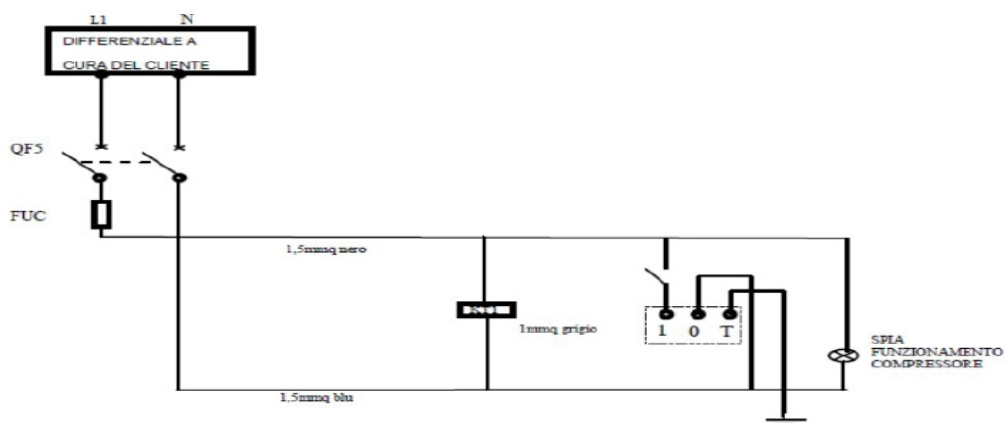 L1 N
DIFFERENZIALE A
CURA DEL CLIENTE
QF5
FUC
1,5mmq nero
1mmq grigio
1 0 T
SPIA
FUNZIONAMENTO
COMPRESSORE
1,5mmq blu